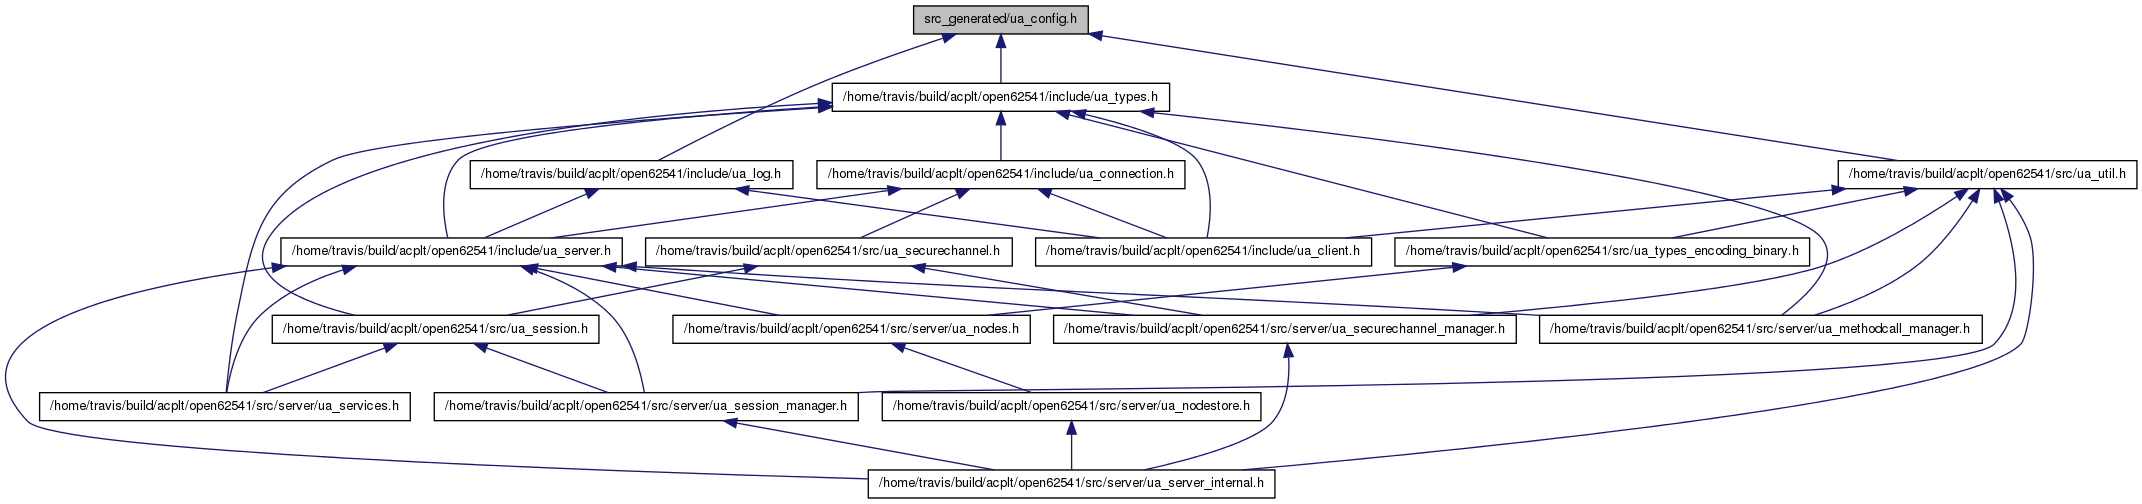 src_generated/ua_config.h
/home/travis/build/acplt/open62541/include/ua_types.h
/home/travis/build/acplt/open62541/include/ua_log.h
/home/travis/build/acplt/open62541/include/ua_connection.h
/home/travis/build/acplt/open62541/src/ua_util.h
/home/travis/build/acplt/open62541/include/ua_server.h
/home/travis/build/acplt/open62541/src/ua_securechannel.h
/home/travis/build/acplt/open62541/include/ua_client.h
/home/travis/build/acplt/open62541/src/ua_types_encoding_binary.h
/home/travis/build/acplt/open62541/src/ua_session.h
/home/travis/build/acplt/open62541/src/server/ua_nodes.h
/home/travis/build/acplt/open62541/src/server/ua_securechannel_manager.h
/home/travis/build/acplt/open62541/src/server/ua_methodcall_manager.h
/home/travis/build/acplt/open62541/src/server/ua_services.h
/home/travis/build/acplt/open62541/src/server/ua_session_manager.h
/home/travis/build/acplt/open62541/src/server/ua_nodestore.h
/home/travis/build/acplt/open62541/src/server/ua_server_internal.h